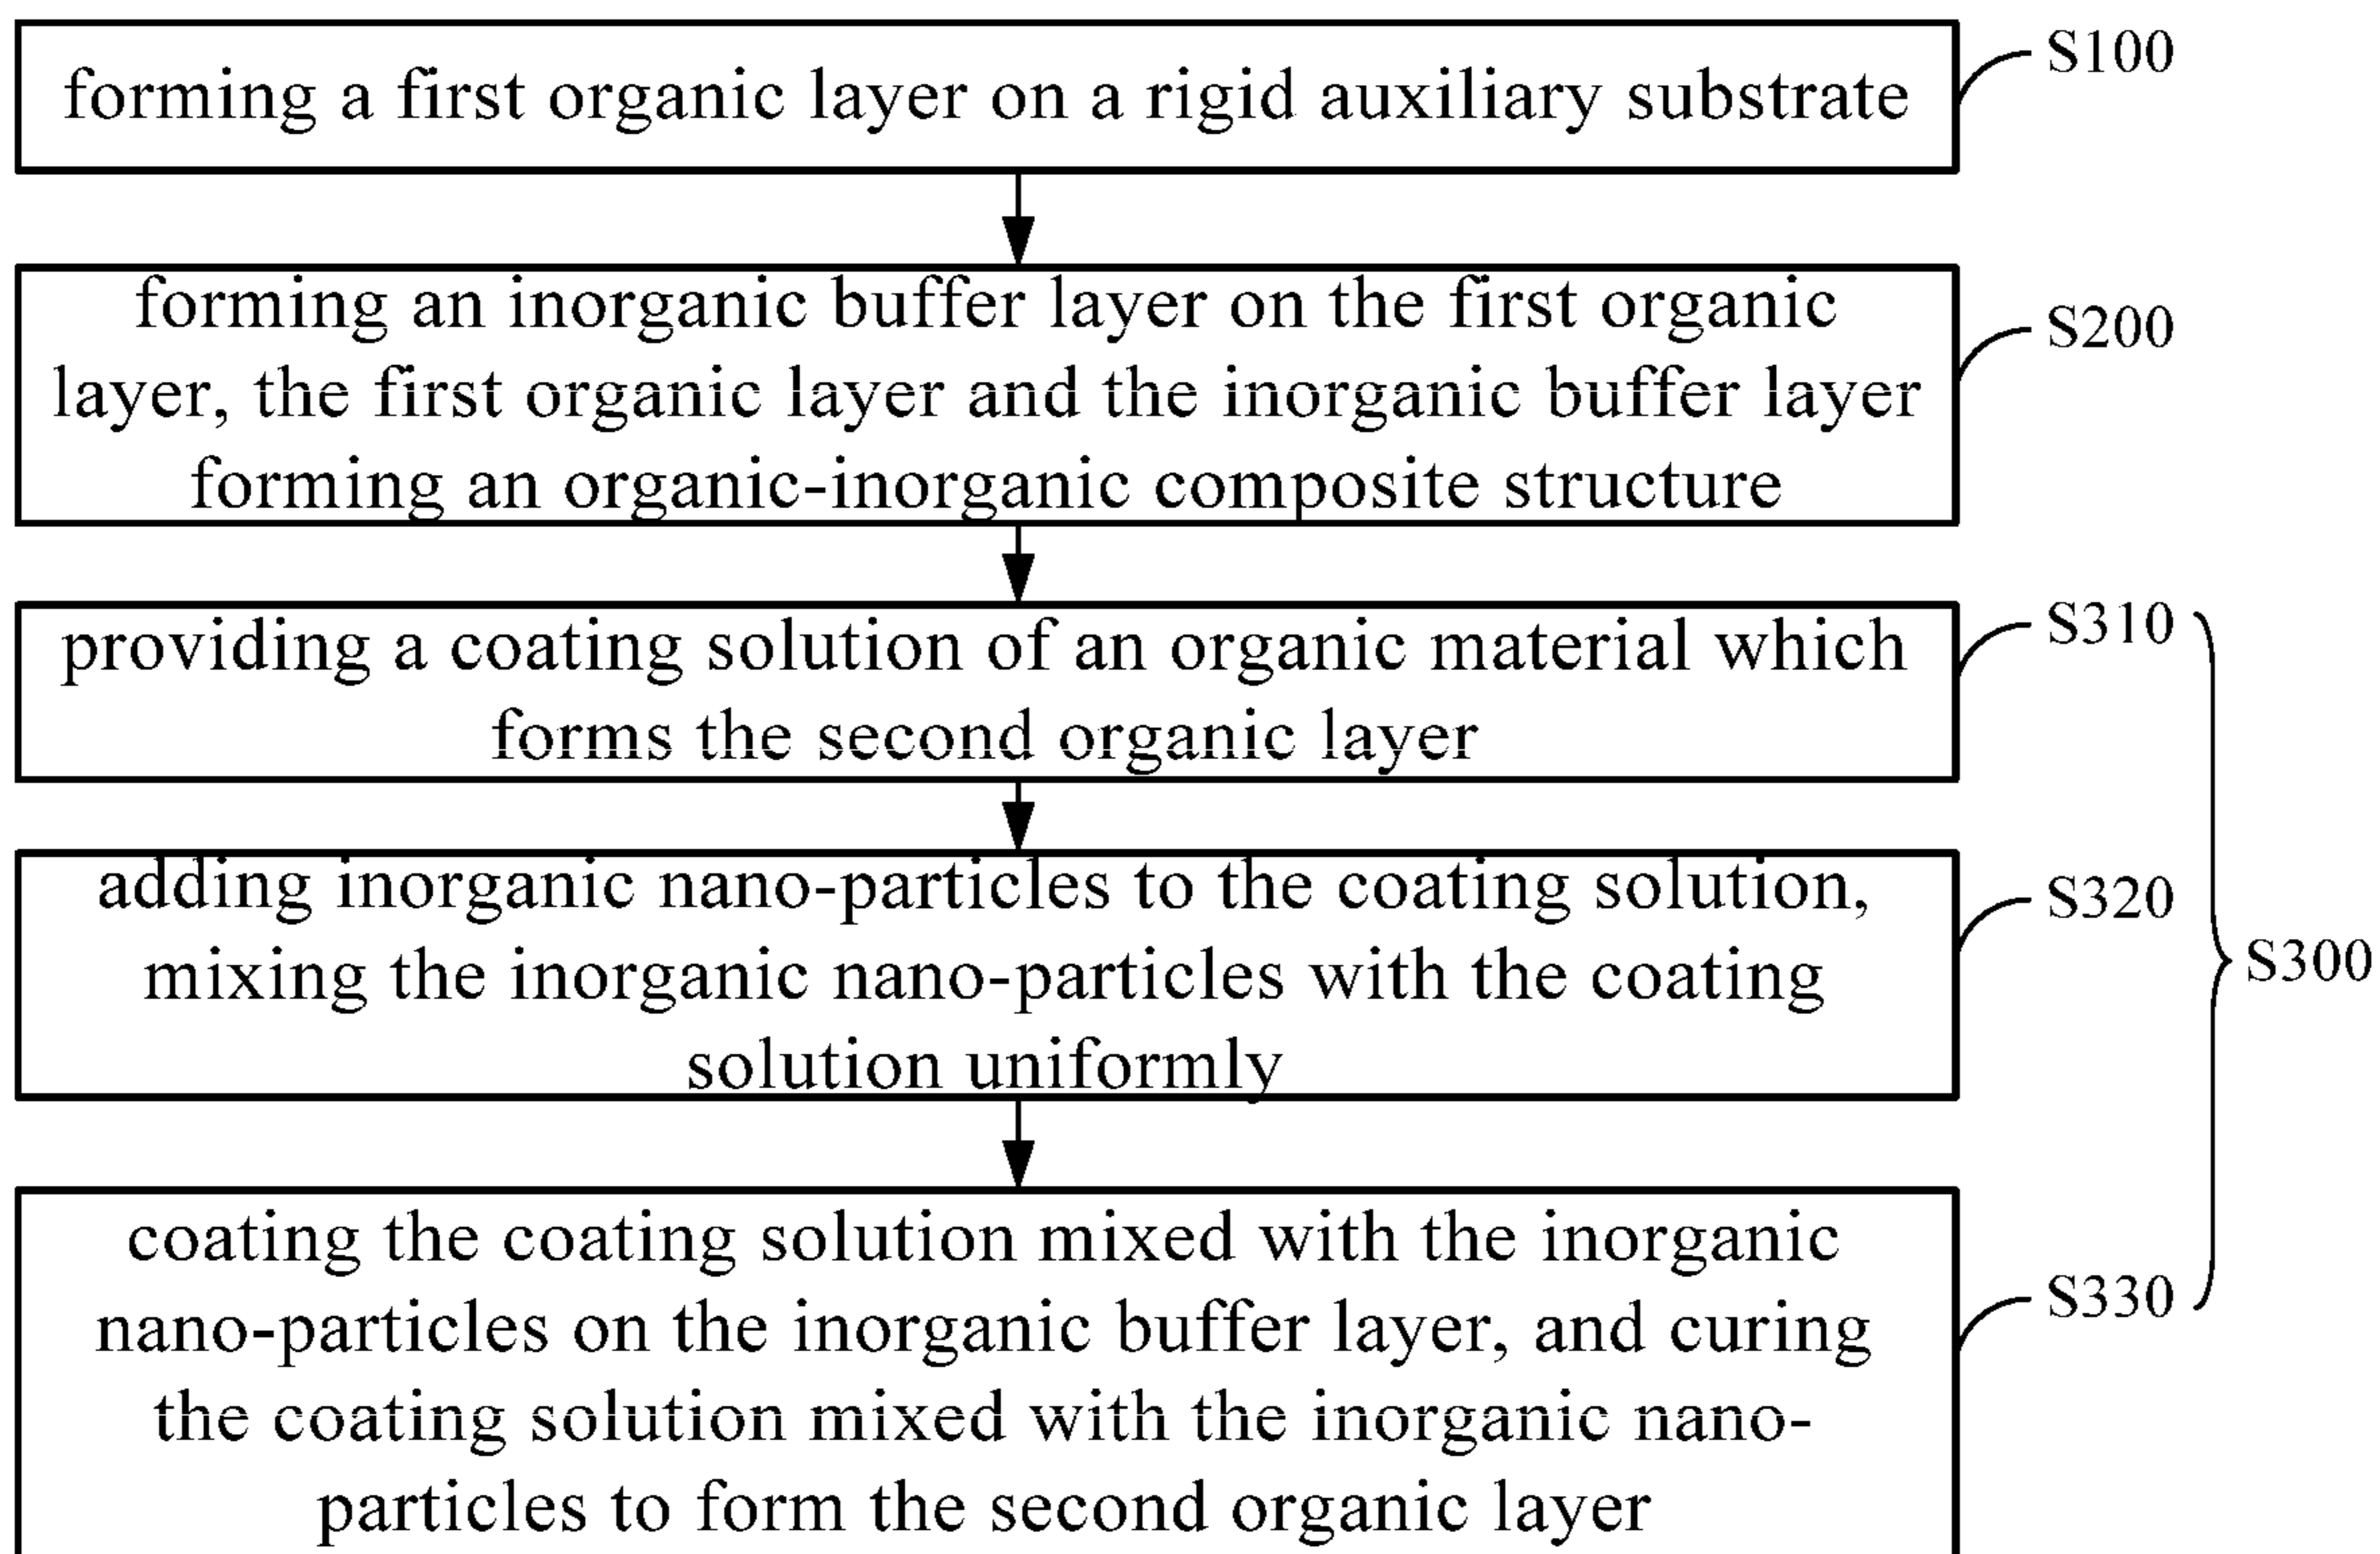 forming a first organic layer on a rigid auxiliary substrate
S100
forming an inorganic buffer layer on the first organic
layer, the first organic layer and the inorganic buffer layer
forming an organic-inorganic composite structure
S200
providing a coating solution of an organic material which
forms the second organic layer
S310
adding inorganic nano-particles to the coating solution,
mixing the inorganic nano-particles with the coating
solution uniformly
S320
S300
coating the coating solution mixed with the inorganic
nano-particles on the inorganic buffer layer, and curing
the coating solution mixed with the inorganic nano-
particles to form the second organic layer
S330